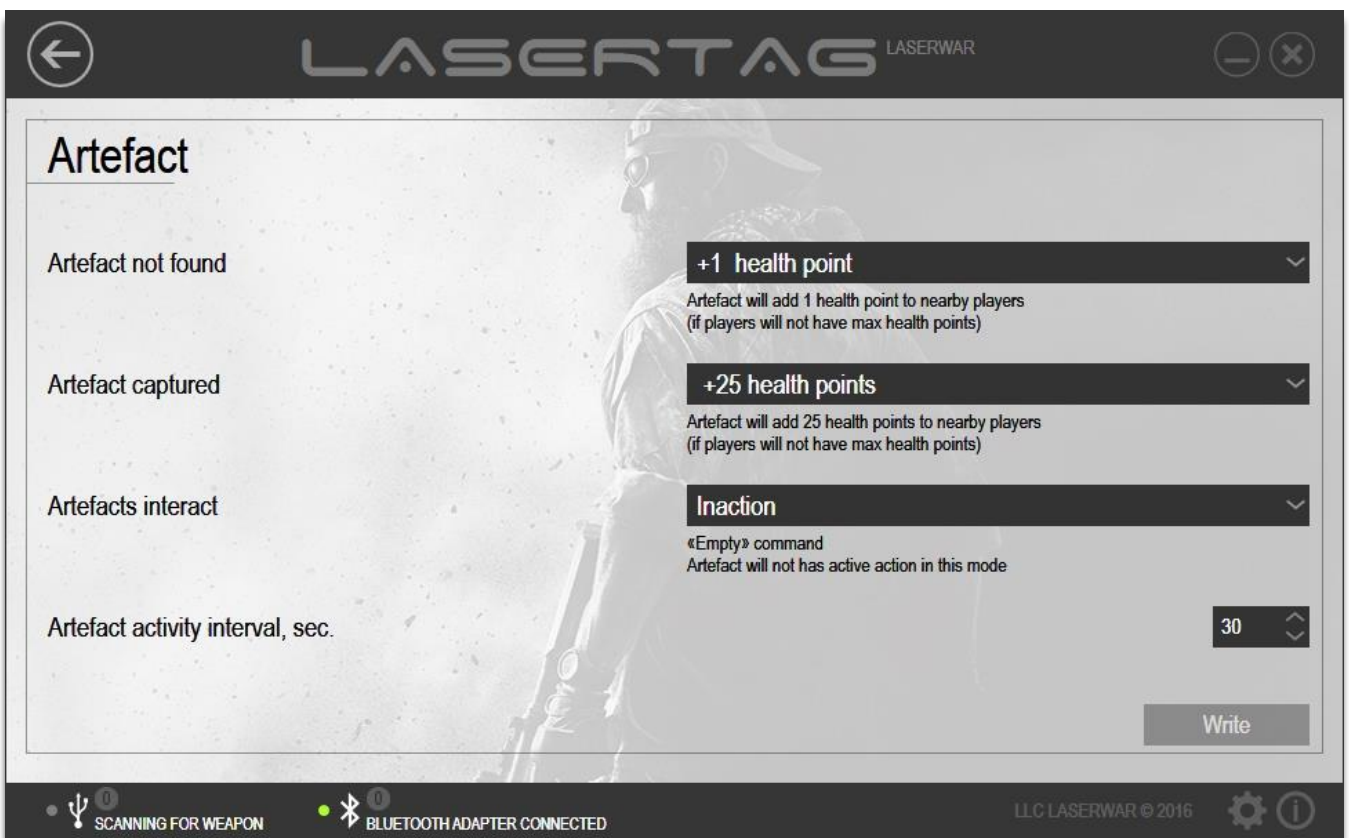 LASERTAG LASERWAR
Artefact
Artefact not found
+1 health point
Artefact will add 1 health point to nearby players
(if players will not have max health points)
Artefact captured
+25 health points
Artefact will add 25 health points to nearby players
(if players will not have max health points)
Artefacts interact
Inaction
«Empty» command
Artefact will not has active action in this mode
Artefact activity interval, sec.
30
Write
0
SCANNING FOR WEAPON
0
BLUETOOTH ADAPTER CONNECTED
LLC LASERWAR © 2016